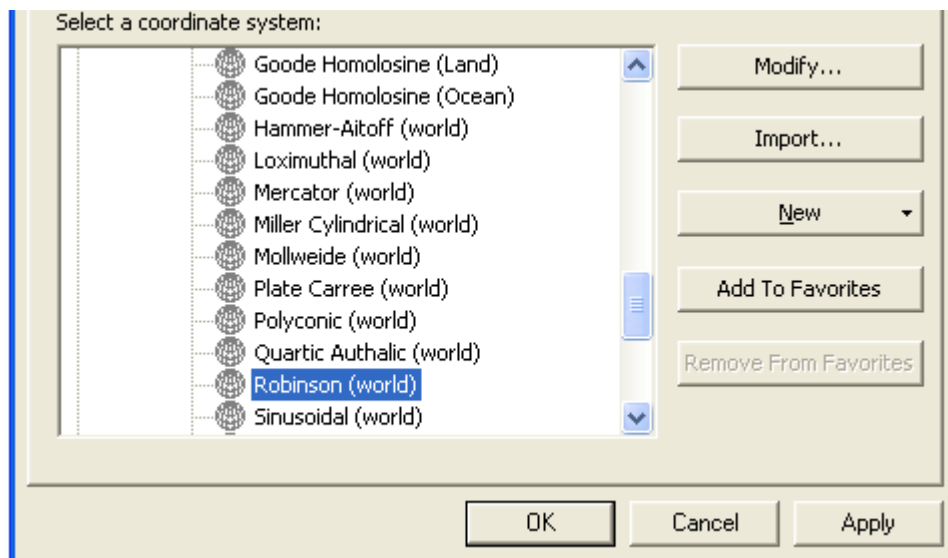 Select a coordinate system:
Goode Homolosine (Land)
Goode Homolosine (Ocean)
Hammer-Aitoff (world)
Loximuthal (world)
Mercator (world)
Miller Cylindrical (world)
Mollweide (world)
Plate Carree (world)
Polyconic (world)
Quartic Authalic (world)
Robinson (world)
Sinusoidal (world)
Modify...
Import...
New
Add To Favorites
Remove From Favorites
OK
Cancel
Apply